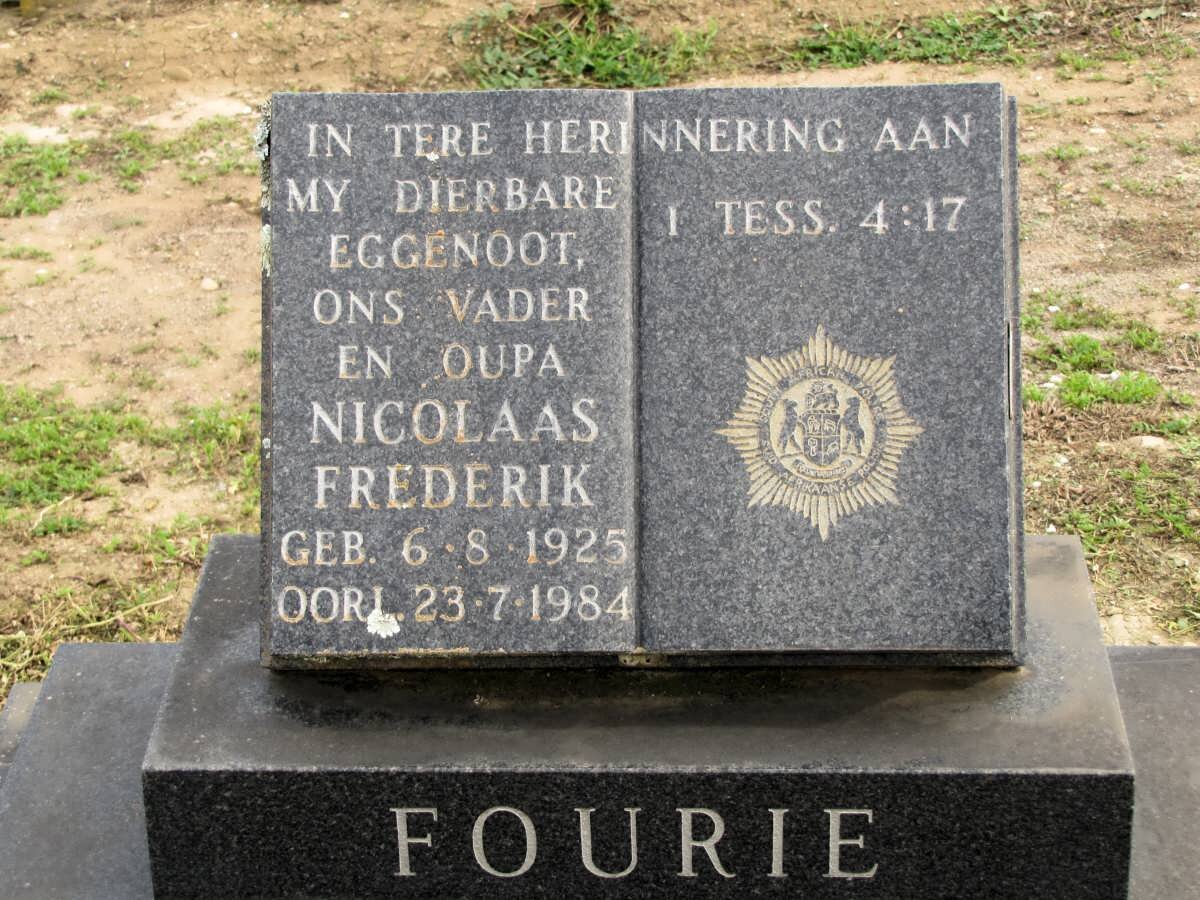 IN TERE HERINNERING AAN
MY DIERBARE
EGGENOOT,
ONS VADER
EN OUPA
NICOLAAS
FREDERIK
GEB. 6·8·1925
OORL. 23·7·1984
I TESS. 4:17
FOURIE